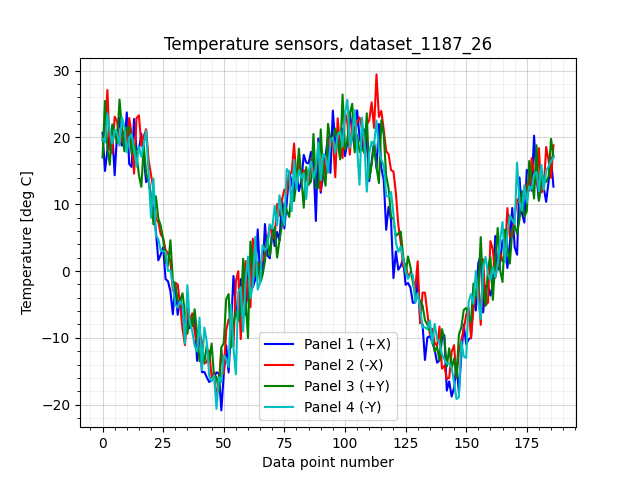 Temperature sensors, dataset_1187_26
Temperature [deg C]
30
20
10
0
−10
−20
0
25
50
75
100
125
150
175
Data point number
Panel 1 (+X)
Panel 2 (-X)
Panel 3 (+Y)
Panel 4 (-Y)